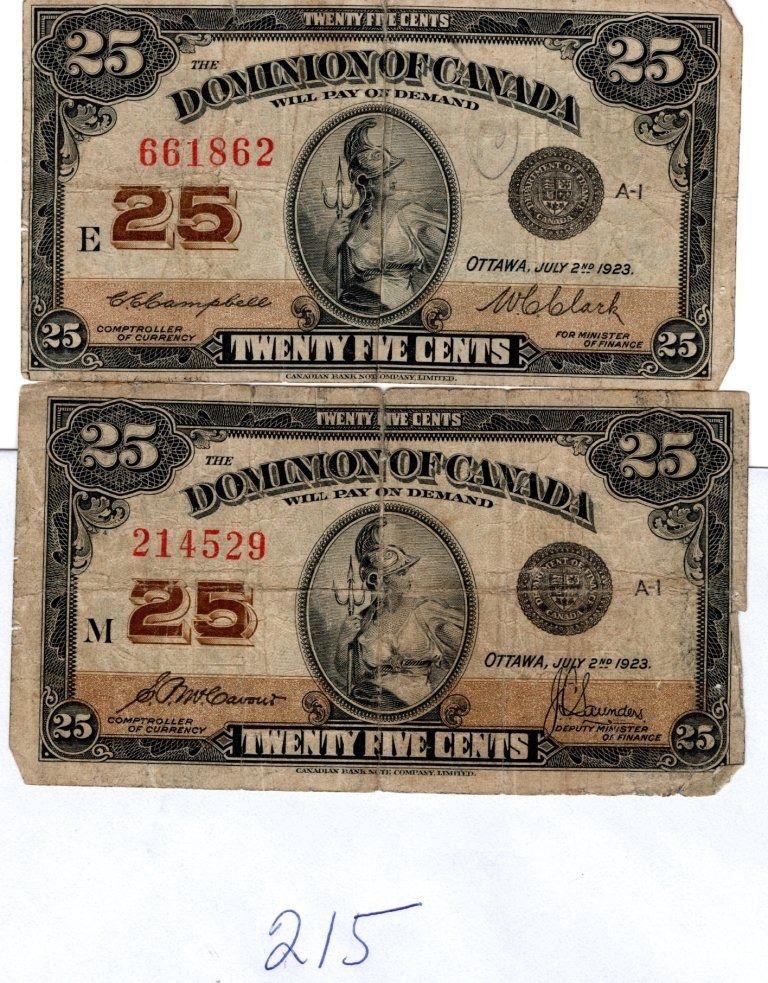 TWENTY FIVE CENTS
25 25
THE
DOMINION OF CANADA
WILL PAY ON DEMAND
661862
A-1
E 25
OTTAWA, JULY 2ND 1923.
C E Campbell W C Clark
25 COMPTROLLER OF CURRENCY
FOR MINISTER OF FINANCE 25
TWENTY FIVE CENTS
CANADIAN BANK NOTE COMPANY, LIMITED.
TWENTY FIVE CENTS
25 25
THE
DOMINION OF CANADA
WILL PAY ON DEMAND
214529
DEPARTMENT OF FINANCE CANADA
A-1
M 25
OTTAWA, JULY 2ND 1923.
J C Saunders
25 COMPTROLLER OF CURRENCY
DEPUTY MINISTER OF FINANCE 25
TWENTY FIVE CENTS
CANADIAN BANK NOTE COMPANY, LIMITED.
215